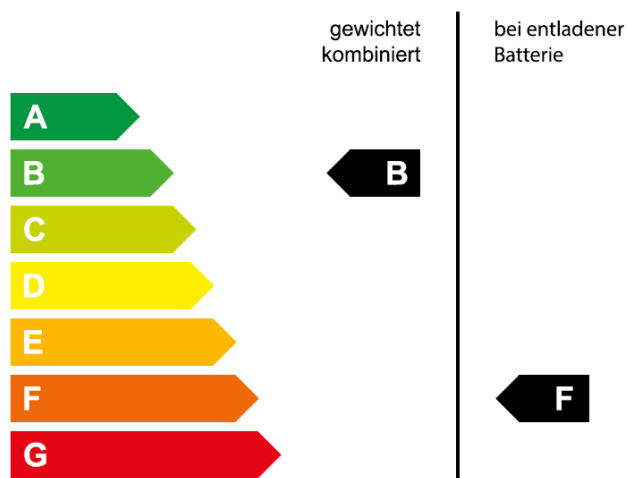 gewichtet
kombiniert
bei entladener
Batterie
A
B
B
C
D
E
F
F
G